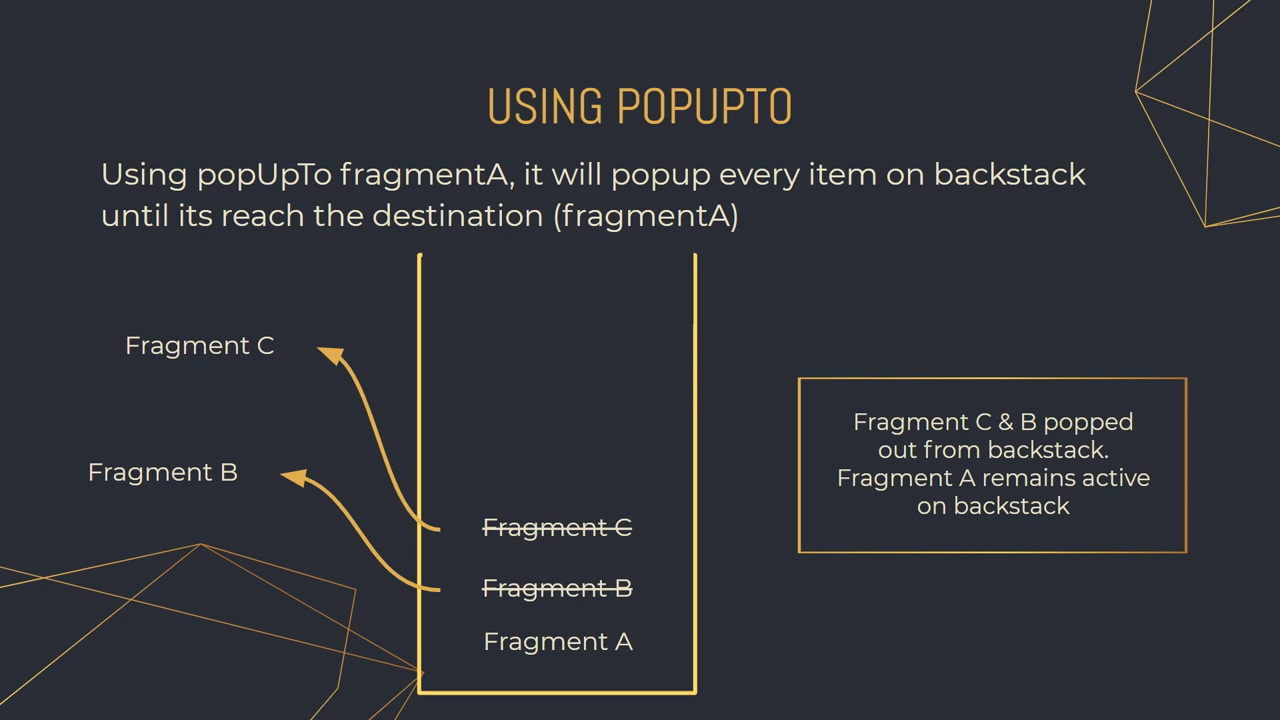 USING POPUPTO
Using popUpTo fragmentA, it will popup every item on backstack
until its reach the destination (fragmentA)
Fragment C
Fragment B
Fragment C
Fragment B
Fragment A
Fragment C & B popped
out from backstack.
Fragment A remains active
on backstack